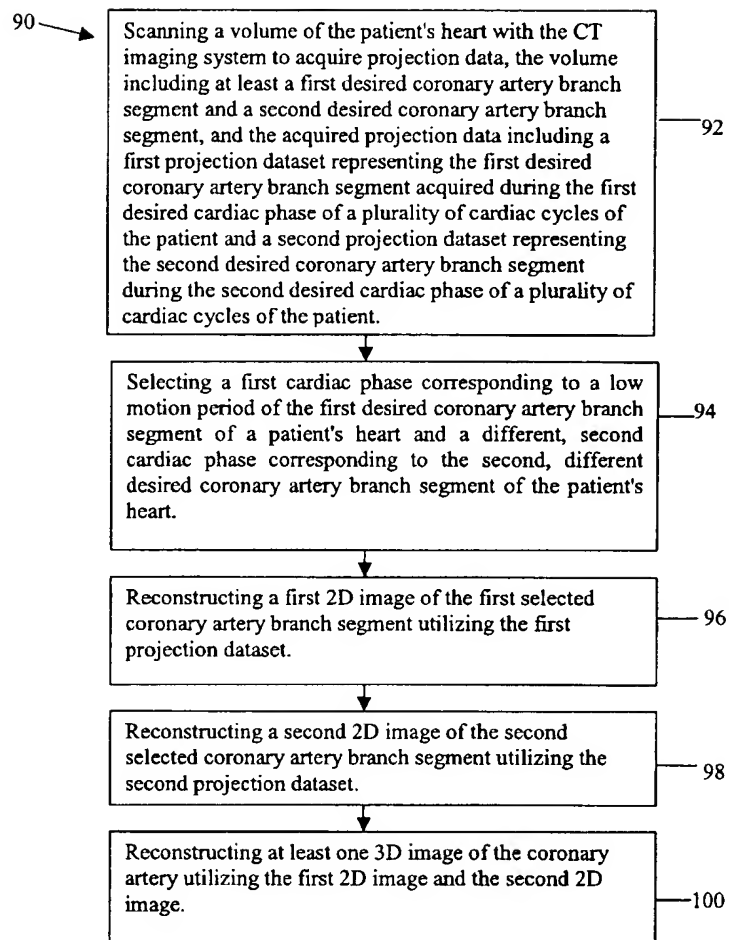 90
Scanning a volume of the patient's heart with the CT
imaging system to acquire projection data, the volume
including at least a first desired coronary artery branch
segment and a second desired coronary artery branch
segment, and the acquired projection data including a
first projection dataset representing the first desired
coronary artery branch segment acquired during the first
desired cardiac phase of a plurality of cardiac cycles of
the patient and a second projection dataset representing
the second desired coronary artery branch segment
during the second desired cardiac phase of a plurality of
cardiac cycles of the patient.
92
Selecting a first cardiac phase corresponding to a low
motion period of the first desired coronary artery branch
segment of a patient's heart and a different, second
cardiac phase corresponding to the second, different
desired coronary artery branch segment of the patient's
heart.
94
Reconstructing a first 2D image of the first selected
coronary artery branch segment utilizing the first
projection dataset.
96
Reconstructing a second 2D image of the second
selected coronary artery branch segment utilizing the
second projection dataset.
98
Reconstructing at least one 3D image of the coronary
artery utilizing the first 2D image and the second 2D
image.
100